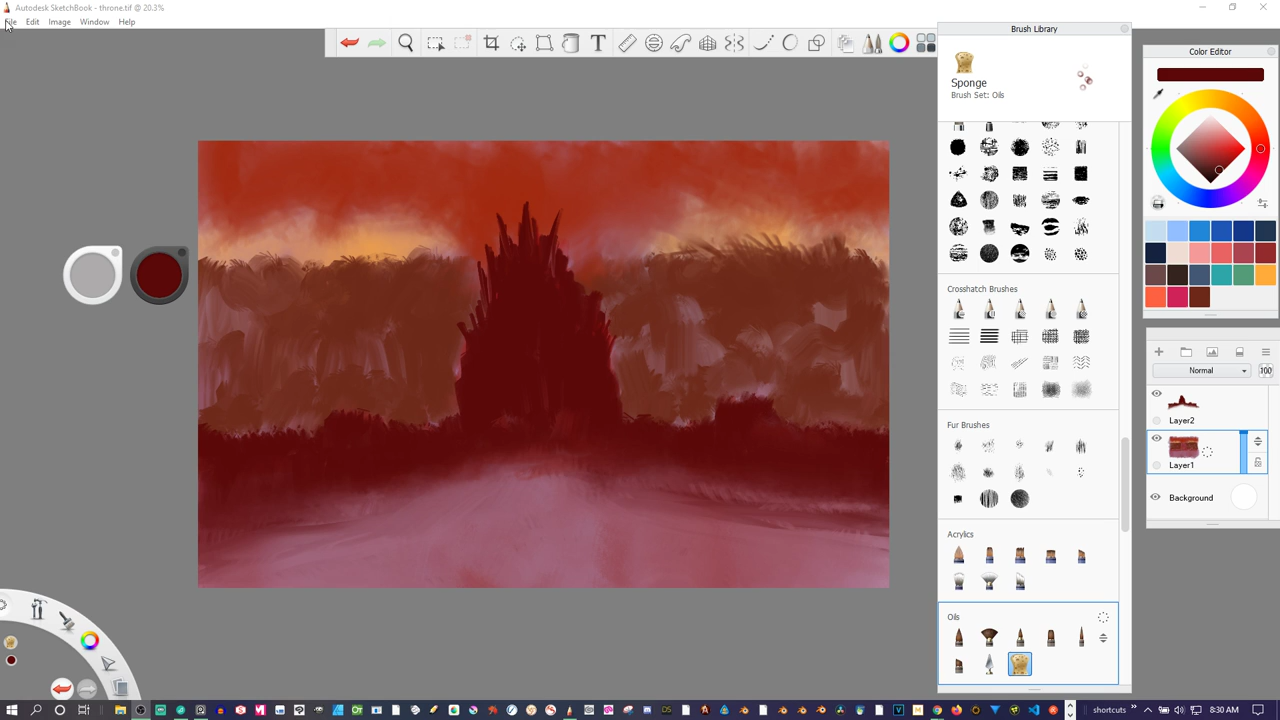 Autodesk SketchBook - throne.tif @ 20.3%
File Edit Image Window Help
Brush Library
Sponge
Brush Set: Oils
Crosshatch Brushes
Fur Brushes
Acrylics
Oils
Color Editor
Normal
100
Layer2
Layer1
Background
shortcuts
8:30 AM